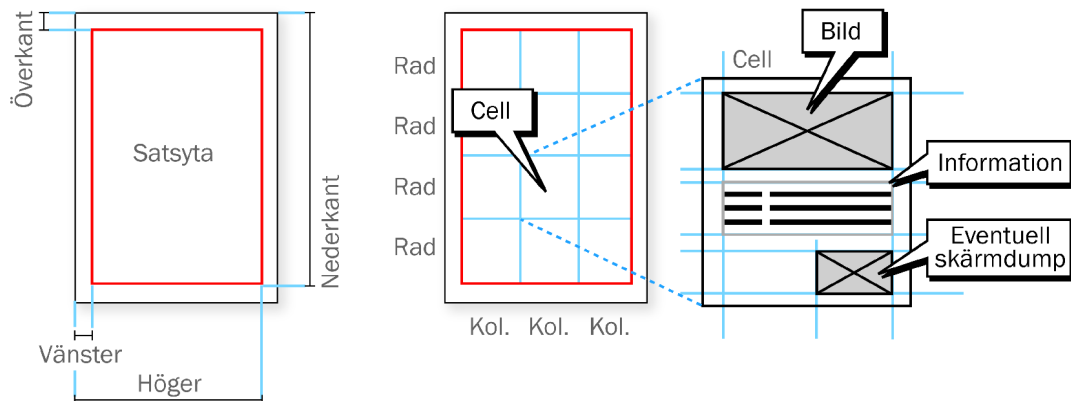 Överkant
Satsyta
Nederkant
Vänster
Höger
Rad
Rad
Rad
Rad
Cell
Kol.
Kol.
Kol.
Bild
Cell
Information
Eventuell
skärmdump